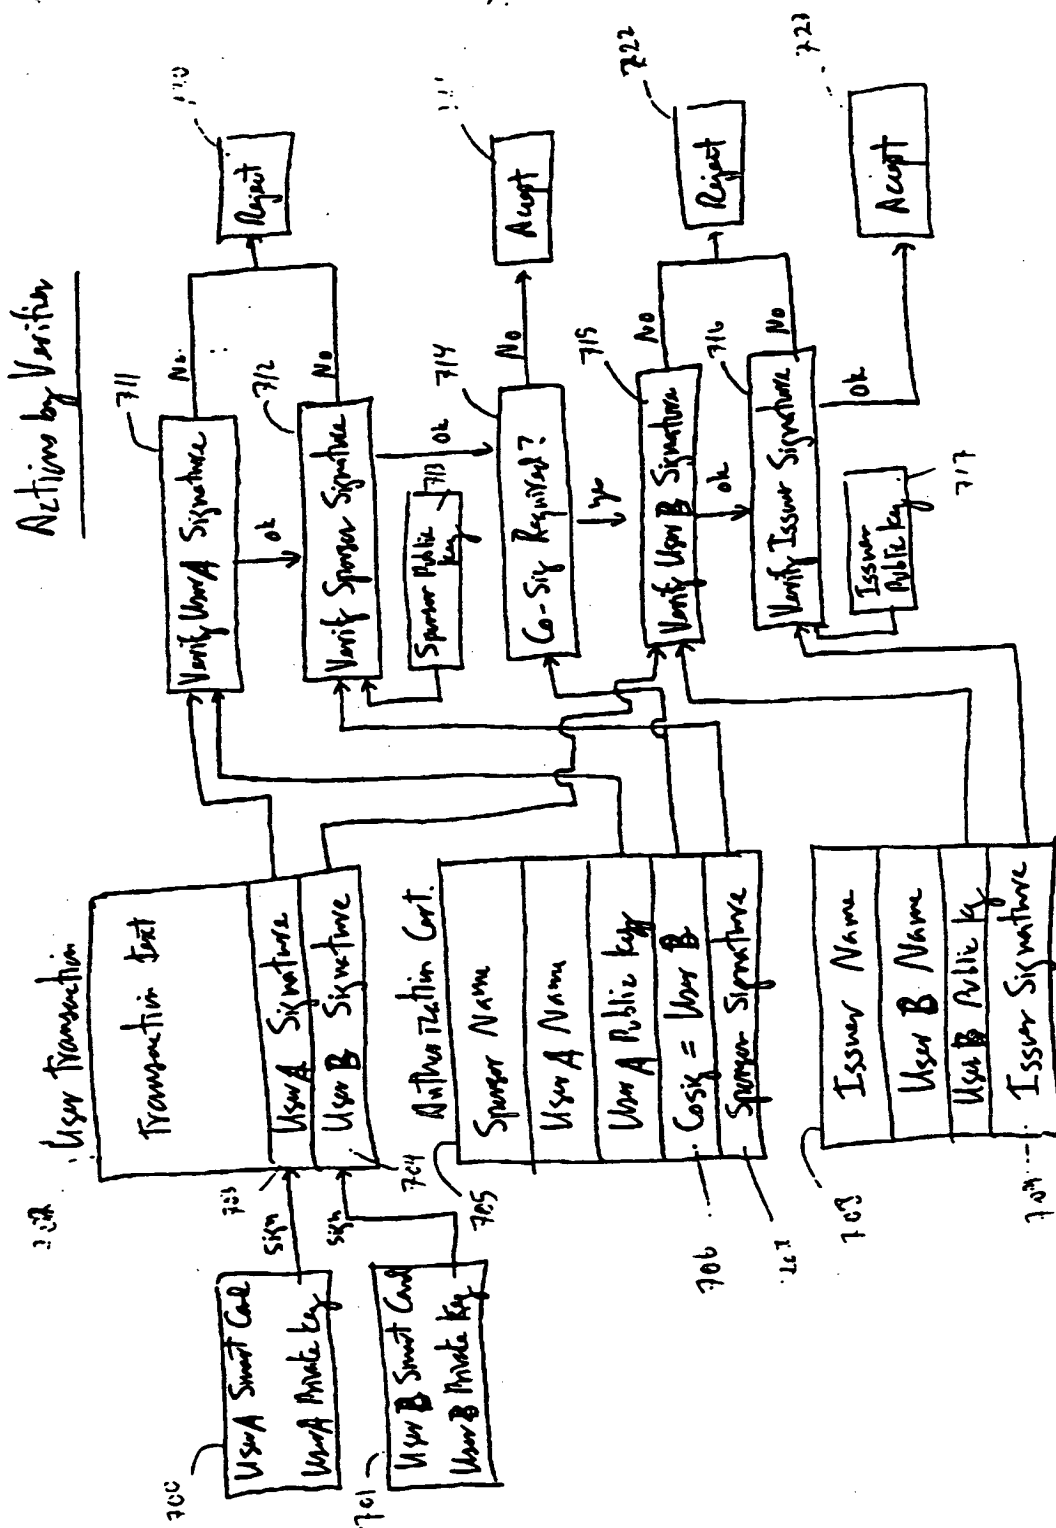 Actions by Verifier
700
User A Smart Card
User A Private Key
701
User B Smart Card
User B Private Key
Sign
Sign
User Transaction
Transaction Text
User A Signature
User B Signature
703
704
Authorization Cert.
705
Sponsor Name
User A Name
User A Public Key
Cosig = User B
Sponsor Signature
706
703
Issuer Name
User B Name
User B Public Key
Issuer Signature
711
Verify User A Signature
No.
OK
712
Verify Sponsor Signature
No
OK
Reject
713
Sponsor Public
Key
714
Co-Sig Required?
No
Accept
Yes
715
Verify User B Signature
No
OK
716
Verify Issuer Signature
No
OK
722
Reject
Issuer
Public Key
717
723
Accept